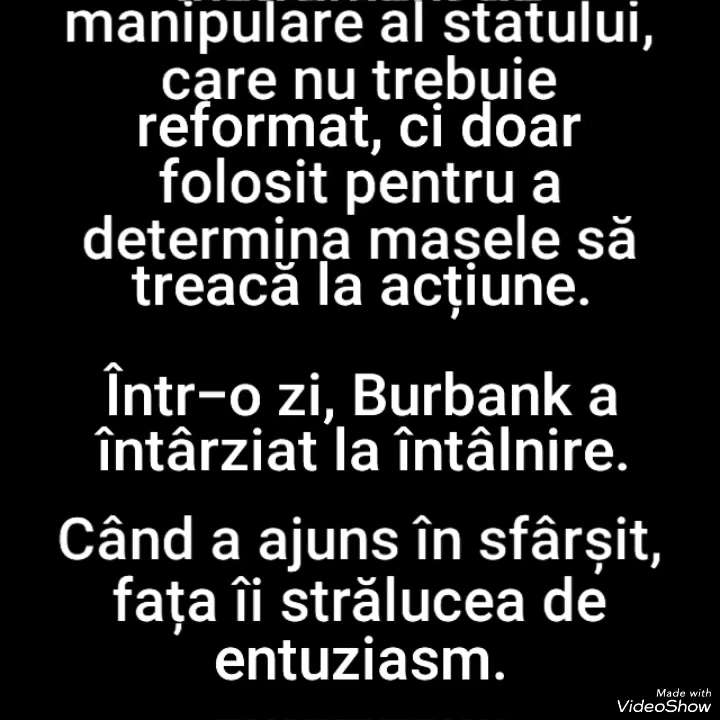 manipulare al statului,
care nu trebuie
reformat, ci doar
folosit pentru a
determina masele să
treacă la acțiune.
Într-o zi, Burbank a
întârziat la întâlnire.
Când a ajuns în sfârșit,
fața îi strălucea de
entuziasm.
Made with
VideoShow